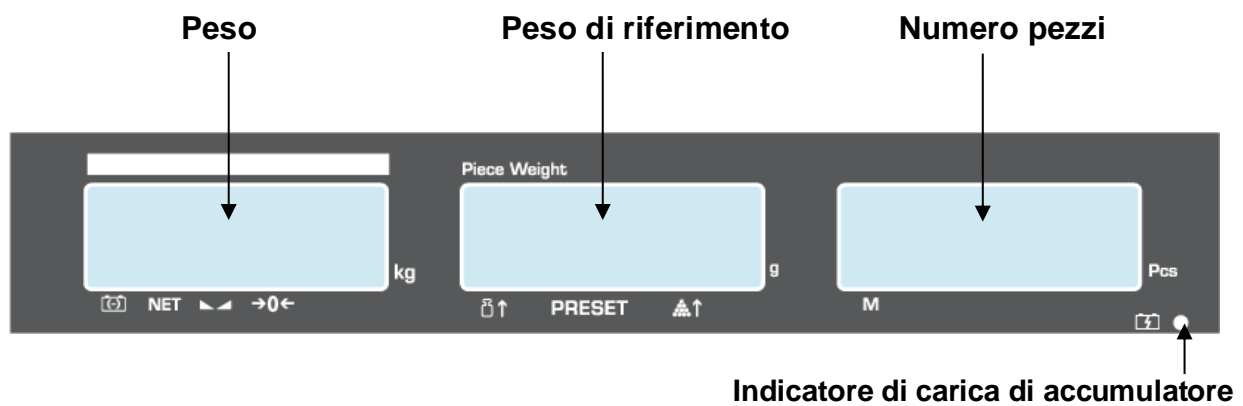 Peso Peso di riferimento Numero pezzi
Piece Weight
kg g Pcs
NET →0← PRESET M
Indicatore di carica di accumulatore